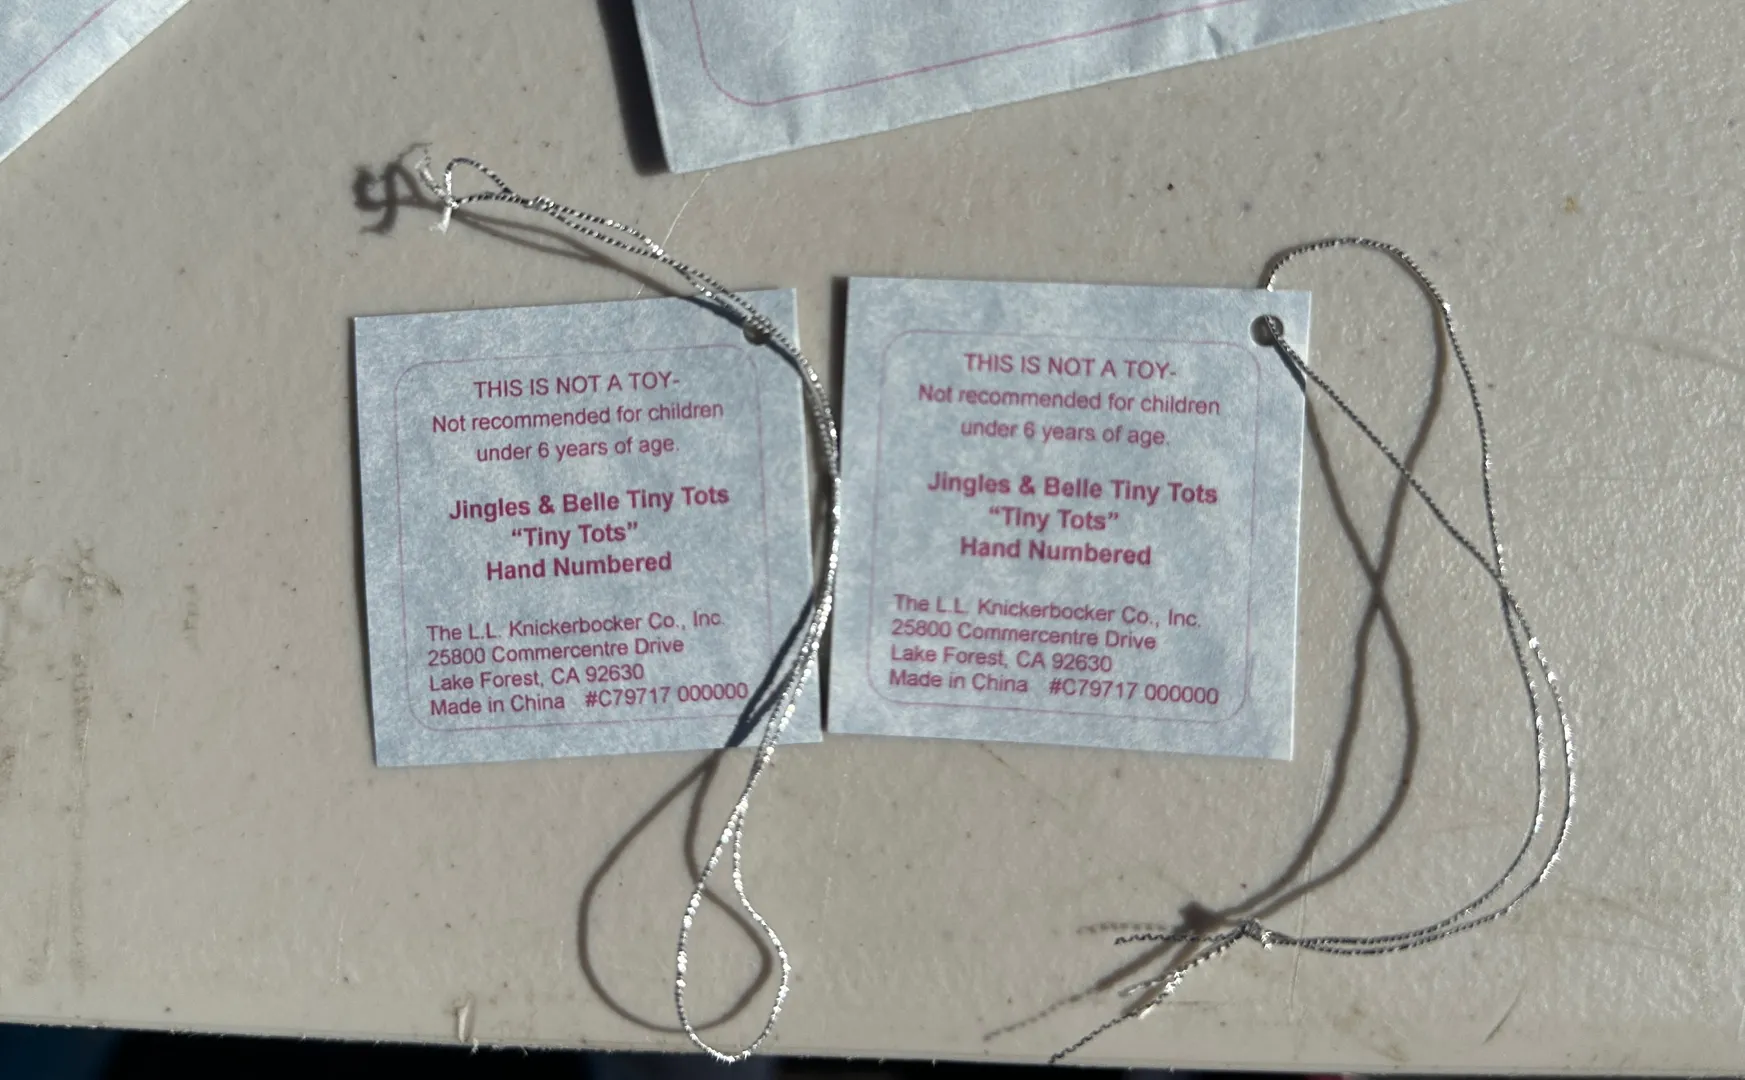 THIS IS NOT A TOY-
Not recommended for children
under 6 years of age.
Jingles & Belle Tiny Tots
“Tiny Tots”
Hand Numbered
The L.L. Knickerbocker Co., Inc.
25800 Commercentre Drive
Lake Forest, CA 92630
Made in China #C79717 000000
THIS IS NOT A TOY-
Not recommended for children
under 6 years of age.
Jingles & Belle Tiny Tots
“Tiny Tots”
Hand Numbered
The L.L. Knickerbocker Co., Inc.
25800 Commercentre Drive
Lake Forest, CA 92630
Made in China #C79717 000000